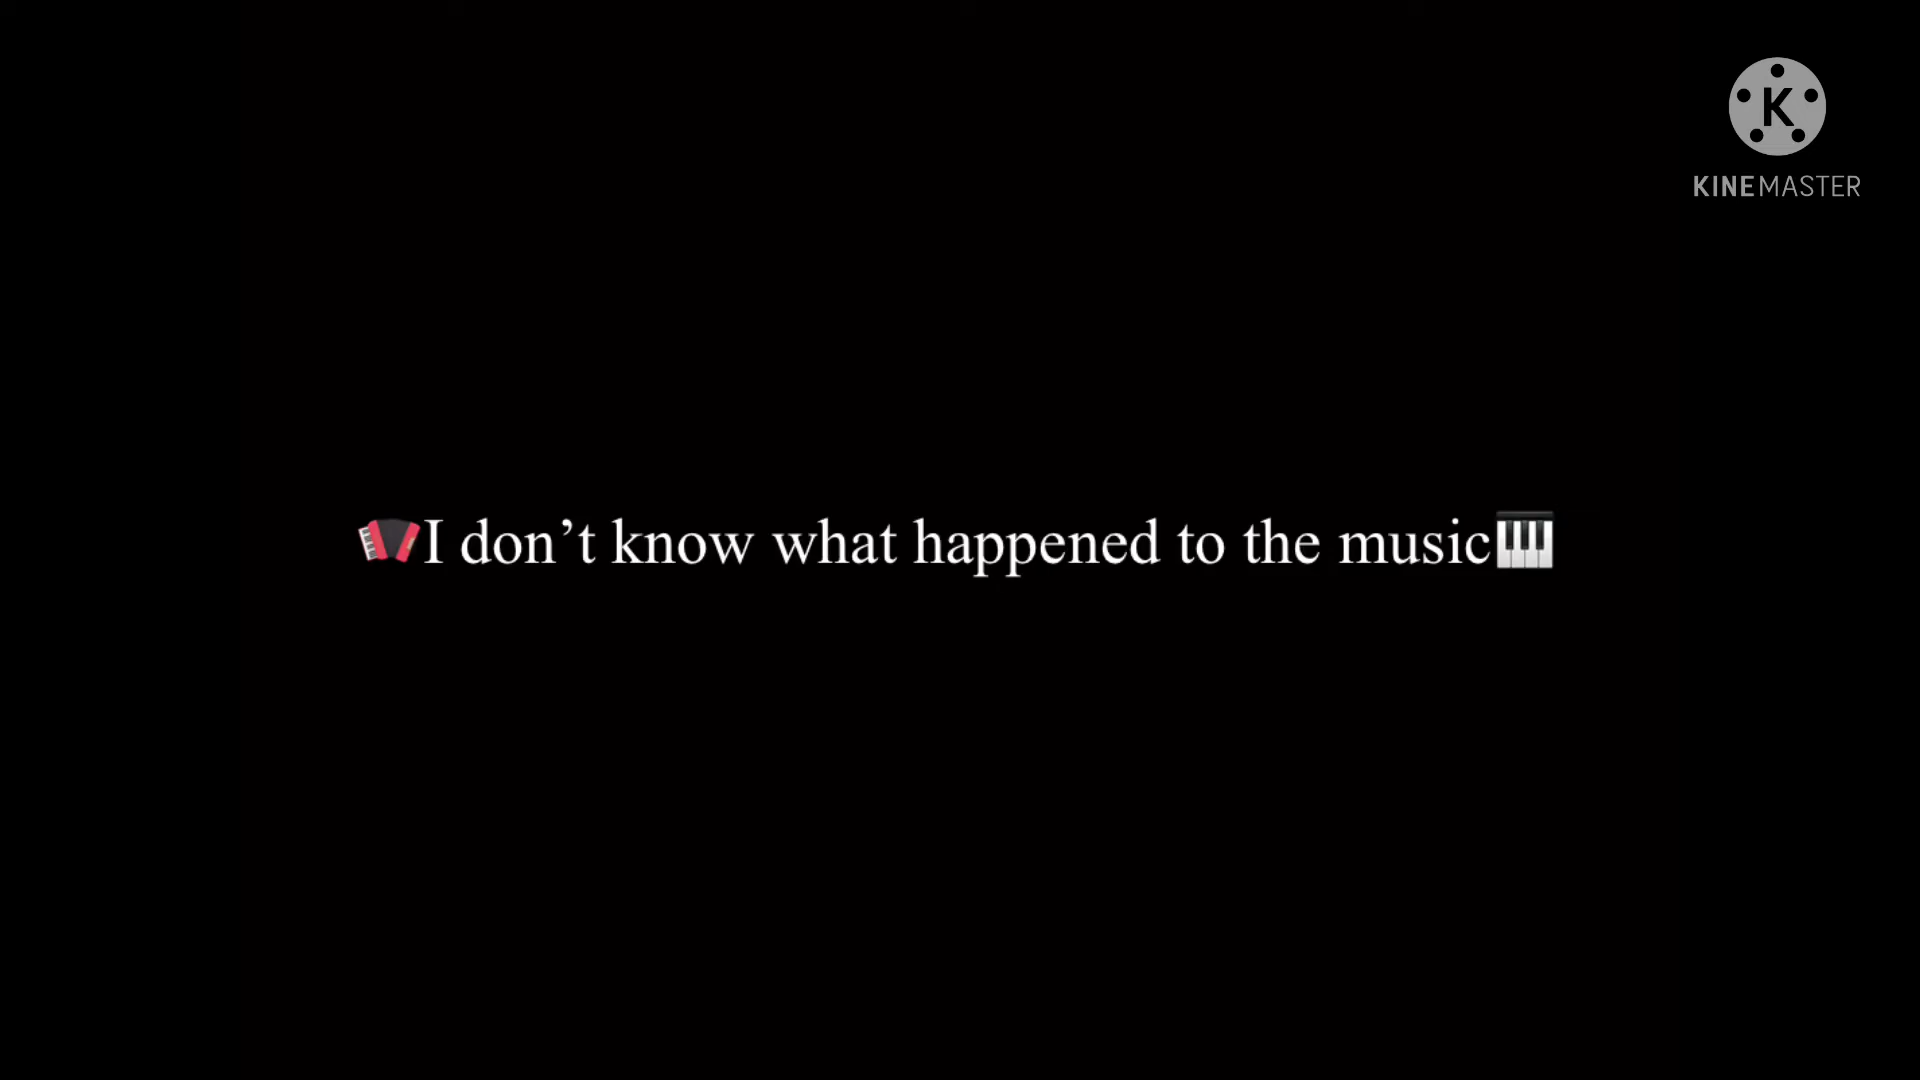 K
KINEMASTER
🪗I don’t know what happened to the music🎹